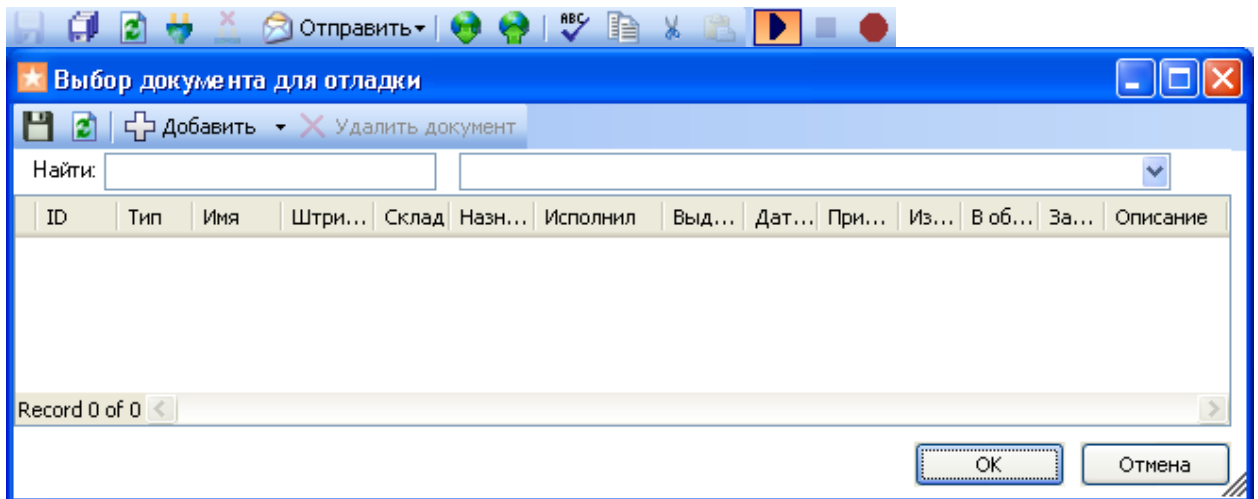 Отправить ABC
Выбор документа для отладки
Добавить Удалить документ
Найти:
ID Тип Имя Штри... Склад Назн... Исполнил Выд... Дат... При... Из... В об... За... Описание
Record 0 of 0
OK Отмена